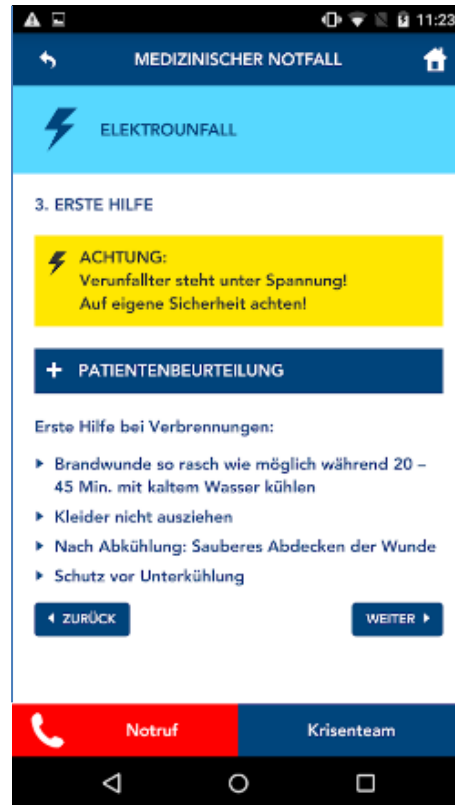 11:23
MEDIZINISCHER NOTFALL
ELEKTROUNFALL
3. ERSTE HILFE
ACHTUNG:
Verunfallter steht unter Spannung!
Auf eigene Sicherheit achten!
+ PATIENTENBEURTEILUNG
Erste Hilfe bei Verbrennungen:
Brandwunde so rasch wie möglich während 20 –
45 Min. mit kaltem Wasser kühlen
Kleider nicht ausziehen
Nach Abkühlung: Sauberes Abdecken der Wunde
Schutz vor Unterkühlung
ZURÜCK
WEITER
Notruf
Krisenteam